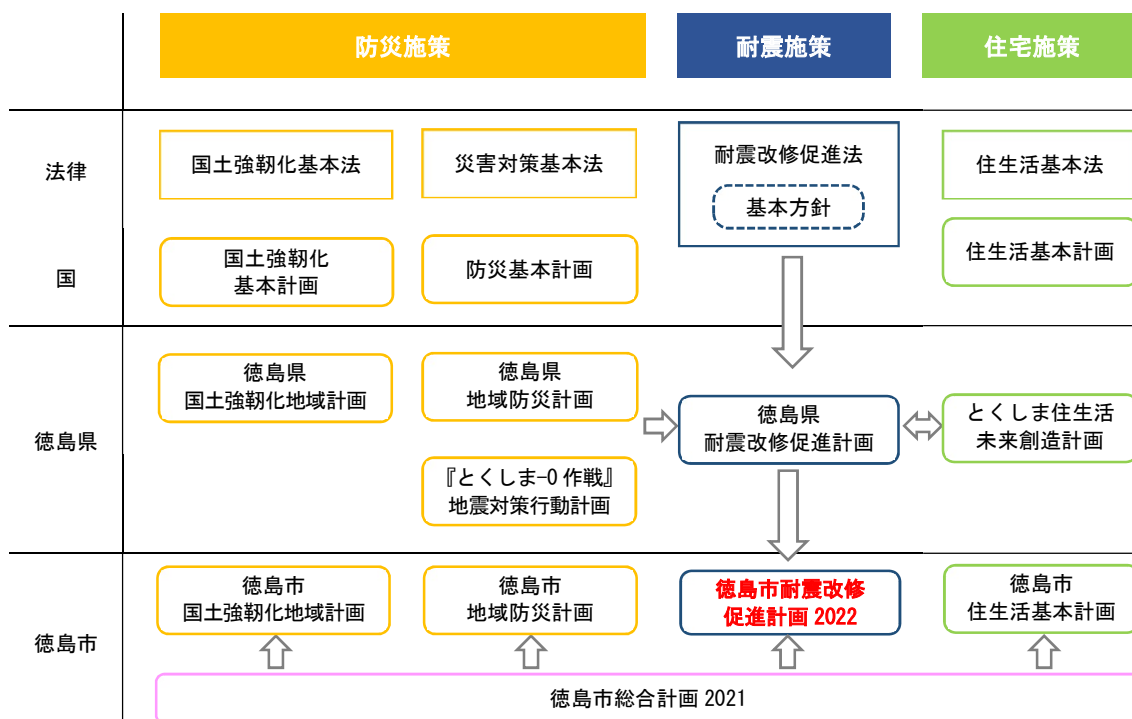 防災施策
耐震施策
住宅施策
法律
国土強靭化基本法
災害対策基本法
耐震改修促進法
基本方針
住生活基本法
国
国土強靭化
基本計画
防災基本計画
住生活基本計画
徳島県
徳島県
国土強靭化地域計画
徳島県
地域防災計画
『とくしま-0 作戦』
地震対策行動計画
徳島県
耐震改修促進計画
とくしま住生活
未来創造計画
徳島市
徳島市
国土強靭化地域計画
徳島市
地域防災計画
徳島市耐震改修
促進計画 2022
徳島市
住生活基本計画
徳島市総合計画 2021